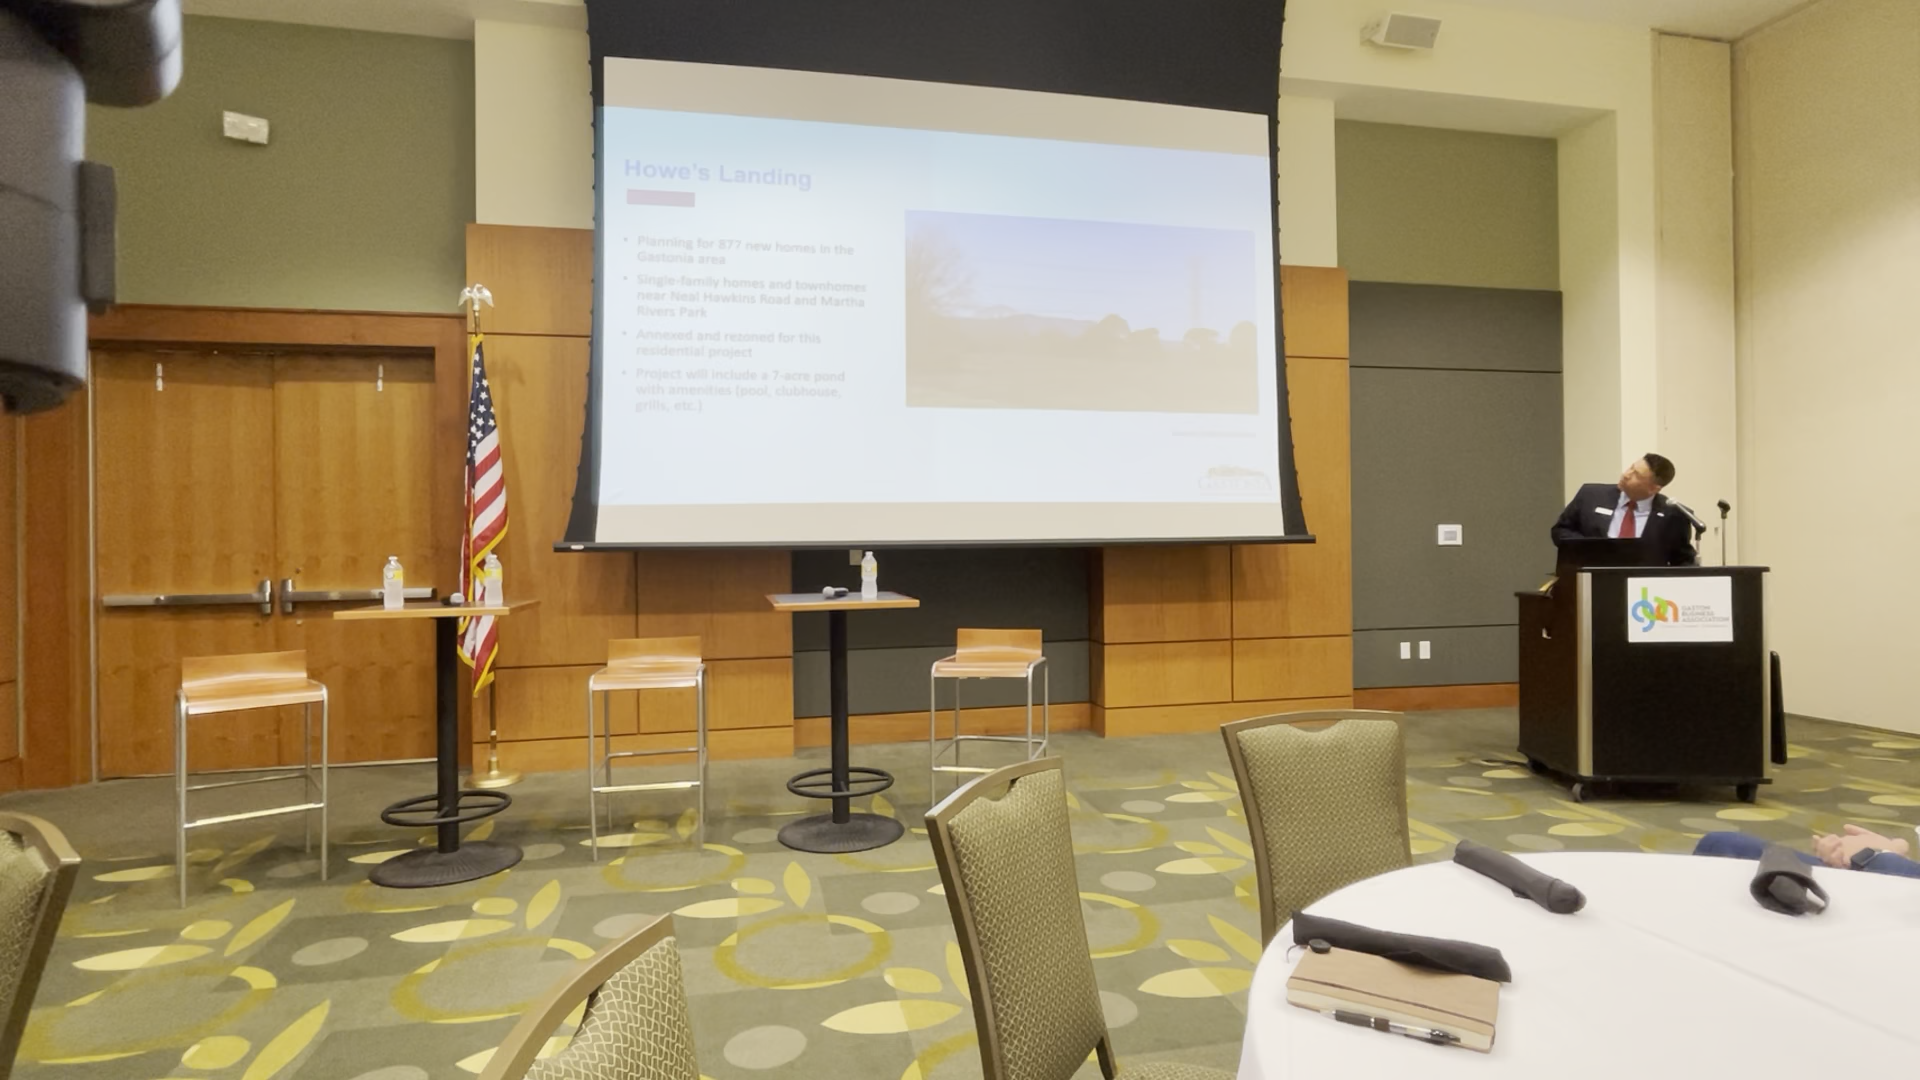 Howe's Landing
• Planning for 877 new homes in the
Gastonia area
• Single-family homes and townhomes
near Neal Hawkins Road and Martha
Rivers Park
• Annexed and rezoned for this
residential project
• Project will include a 7-acre pond
with amenities (pool, clubhouse,
grills, etc.)
gba
GASTON
BUSINESS
ASSOCIATION